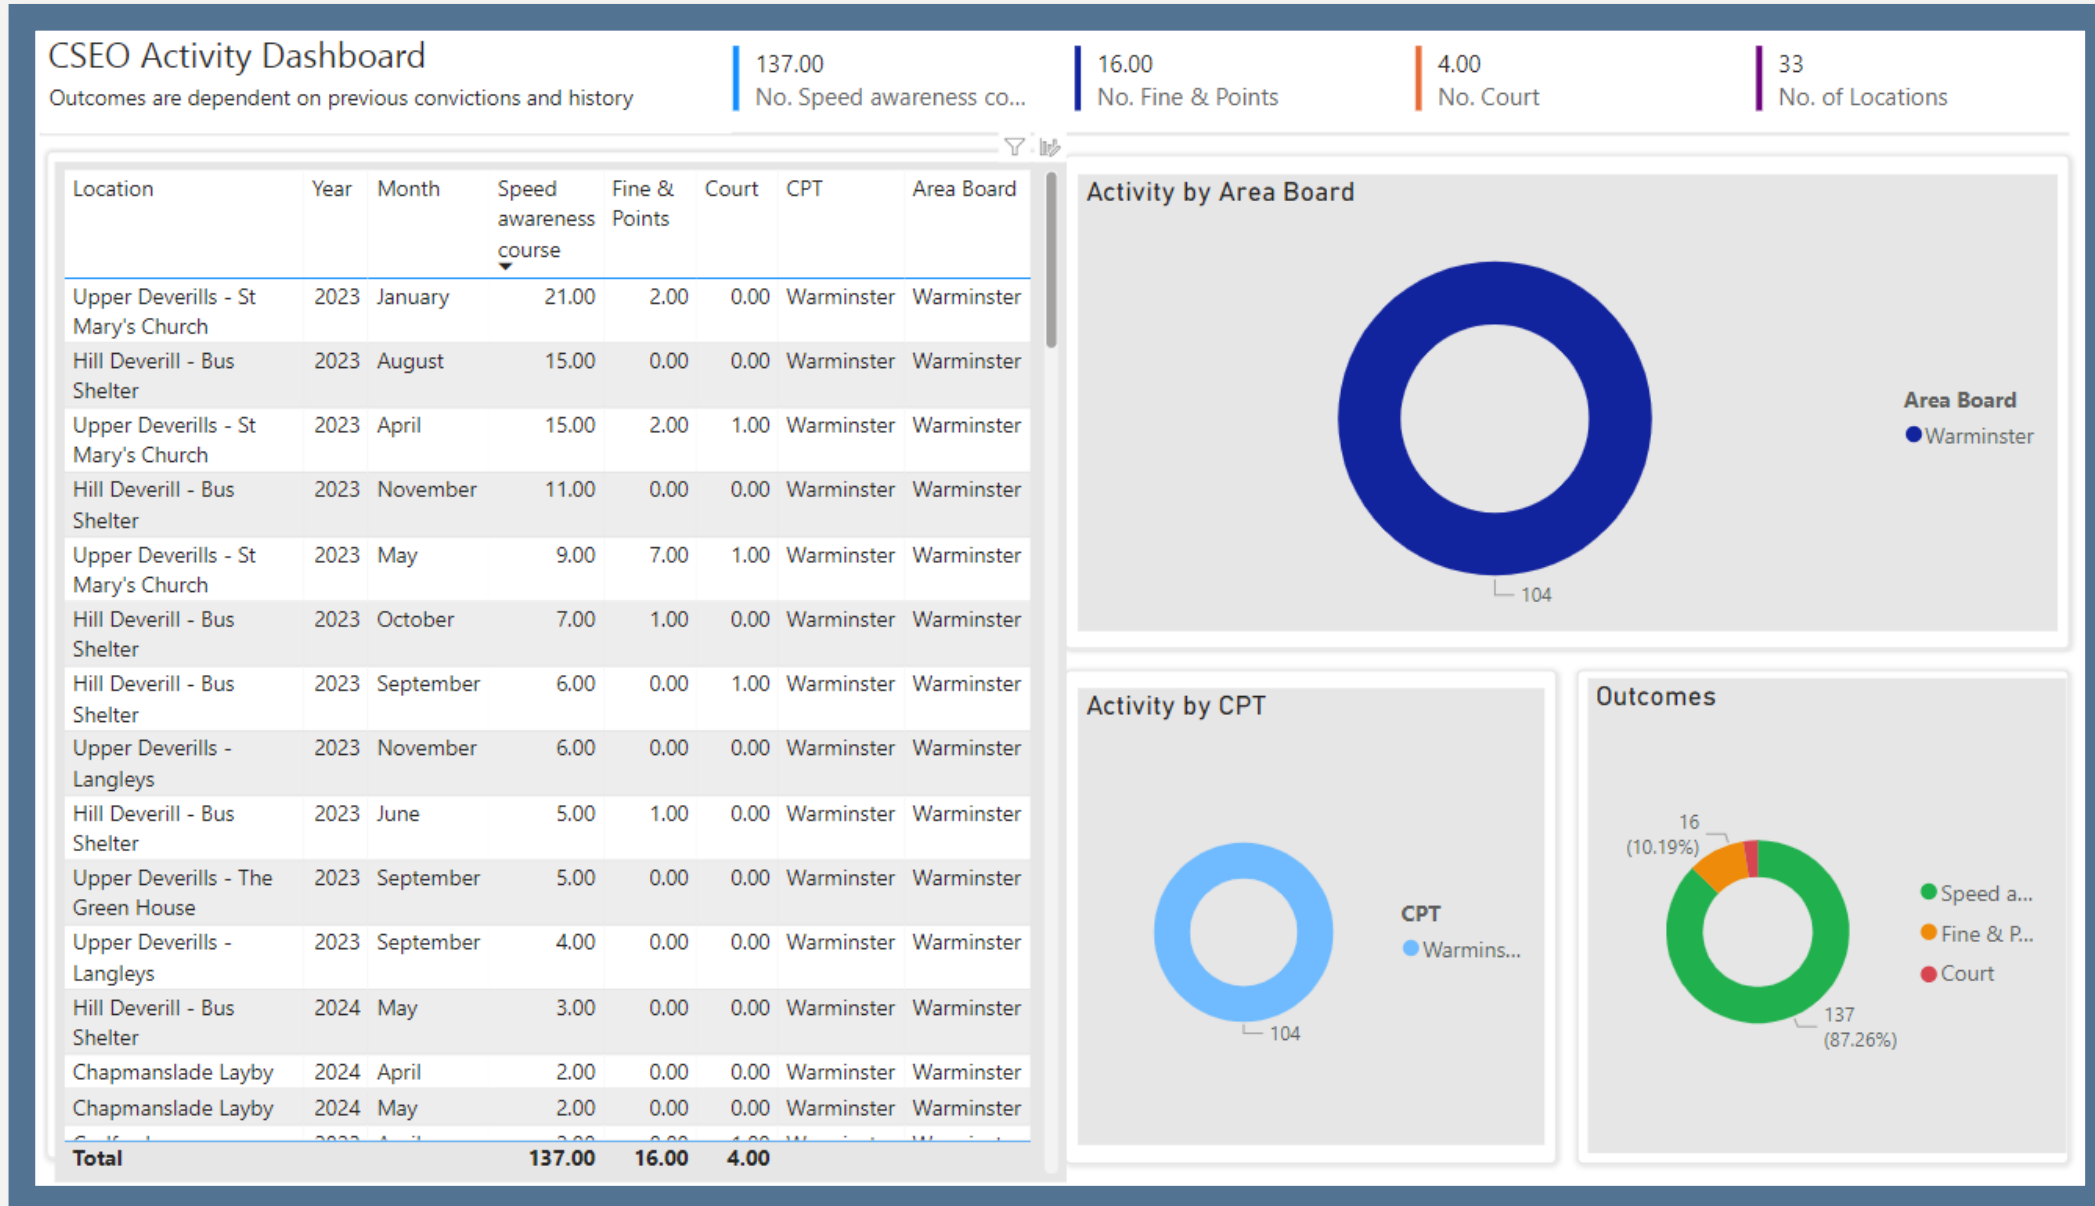 CSEO Activity Dashboard
Outcomes are dependent on previous convictions and history
137.00
No. Speed awareness co...
16.00
No. Fine & Points
4.00
No. Court
33
No. of Locations
Location Year Month Speed awareness course Fine & Points Court CPT Area Board
Upper Deverills - St Mary's Church 2023 January 21.00 2.00 0.00 Warminster Warminster
Hill Deverill - Bus Shelter 2023 August 15.00 0.00 0.00 Warminster Warminster
Upper Deverills - St Mary's Church 2023 April 15.00 2.00 1.00 Warminster Warminster
Hill Deverill - Bus Shelter 2023 November 11.00 0.00 0.00 Warminster Warminster
Upper Deverills - St Mary's Church 2023 May 9.00 7.00 1.00 Warminster Warminster
Hill Deverill - Bus Shelter 2023 October 7.00 1.00 0.00 Warminster Warminster
Hill Deverill - Bus Shelter 2023 September 6.00 0.00 1.00 Warminster Warminster
Upper Deverills - Langleys 2023 November 6.00 0.00 0.00 Warminster Warminster
Hill Deverill - Bus Shelter 2023 June 5.00 1.00 0.00 Warminster Warminster
Upper Deverills - The Green House 2023 September 5.00 0.00 0.00 Warminster Warminster
Upper Deverills - Langleys 2023 September 4.00 0.00 0.00 Warminster Warminster
Hill Deverill - Bus Shelter 2024 May 3.00 0.00 0.00 Warminster Warminster
Chapmanslade Layby 2024 April 2.00 0.00 0.00 Warminster Warminster
Chapmanslade Layby 2024 May 2.00 0.00 0.00 Warminster Warminster
Total 137.00 16.00 4.00
Activity by Area Board
Area Board
Warminster
104
Activity by CPT
CPT
Warmins...
104
Outcomes
16
(10.19%)
Speed a...
Fine & P...
Court
137
(87.26%)